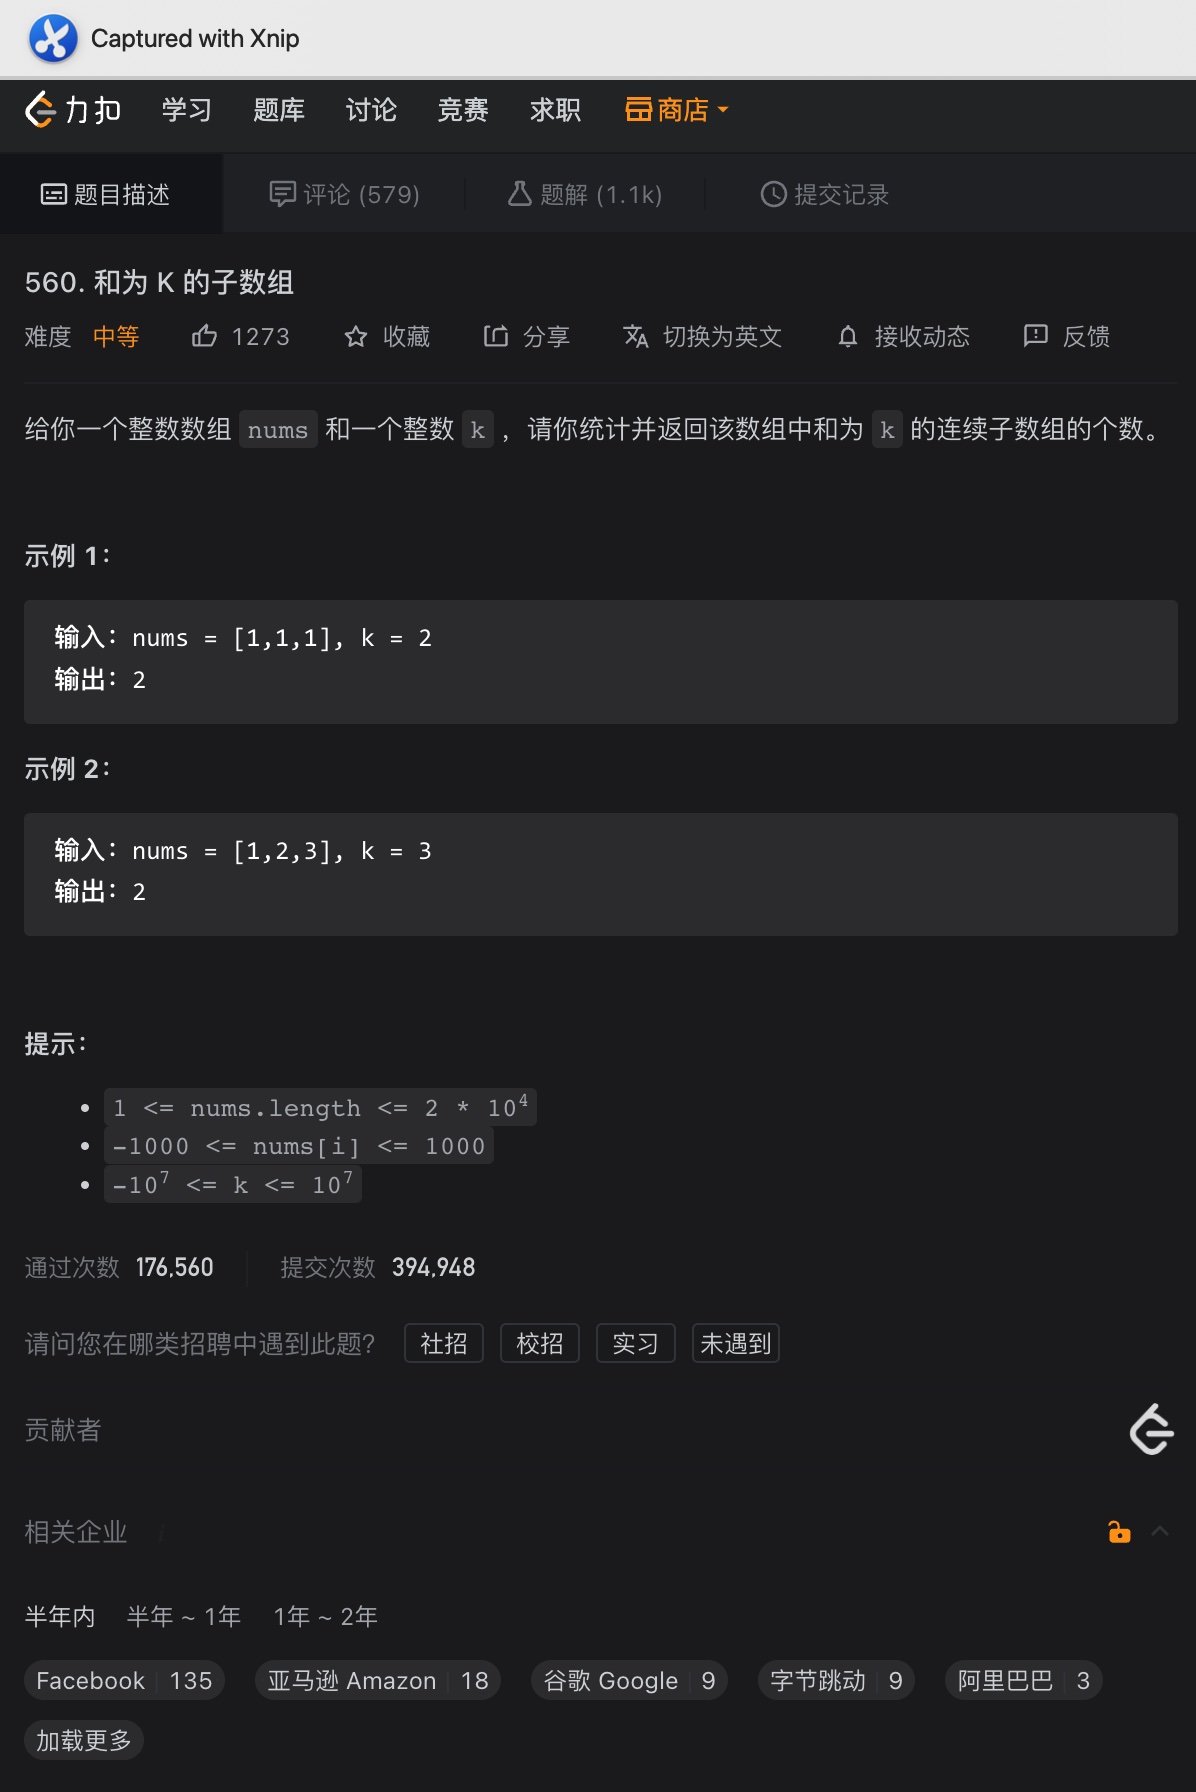 Captured with Xnip
力扣 学习 题库 讨论 竞赛 求职 商店
题目描述 评论 (579) 题解 (1.1k) 提交记录
560. 和为 K 的子数组
难度 中等 1273 收藏 分享 切换为英文 接收动态 反馈
给你一个整数数组 nums 和一个整数 k ，请你统计并返回该数组中和为 k 的连续子数组的个数。
示例 1：
输入：nums = [1,1,1], k = 2
输出：2
示例 2：
输入：nums = [1,2,3], k = 3
输出：2
提示：
• 1 <= nums.length <= 2 * 10⁴
• -1000 <= nums[i] <= 1000
• -10⁷ <= k <= 10⁷
通过次数 176,560 提交次数 394,948
请问您在哪类招聘中遇到此题? 社招 校招 实习 未遇到
贡献者
相关企业
半年内 半年 ~ 1年 1年 ~ 2年
Facebook 135 亚马逊 Amazon 18 谷歌 Google 9 字节跳动 9 阿里巴巴 3
加载更多